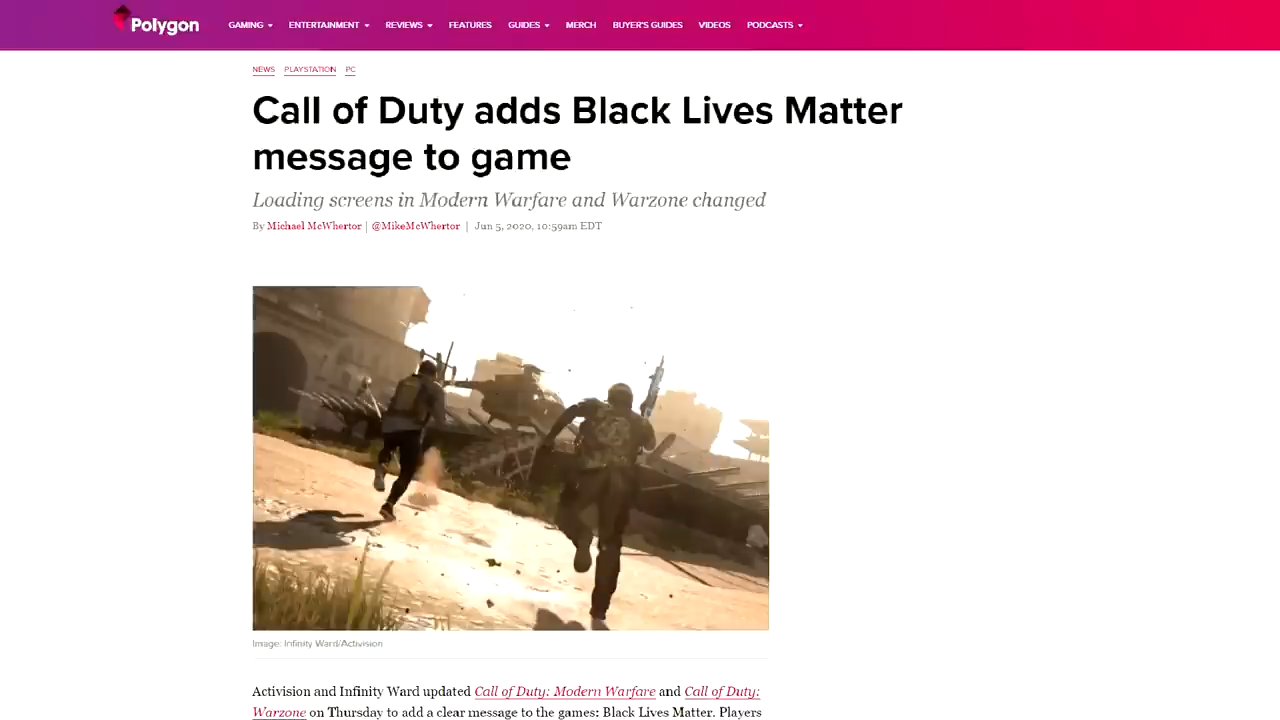 Polygon GAMING ENTERTAINMENT REVIEWS FEATURES GUIDES MERCH BUYER'S GUIDES VIDEOS PODCASTS
NEWS PLAYSTATION PC
Call of Duty adds Black Lives Matter
message to game
Loading screens in Modern Warfare and Warzone changed
By Michael McWhertor | @MikeMcWhertor | Jun 5, 2020, 10:59am EDT
Image: Infinity Ward/Activision
Activision and Infinity Ward updated Call of Duty: Modern Warfare and Call of Duty:
Warzone on Thursday to add a clear message to the games: Black Lives Matter. Players